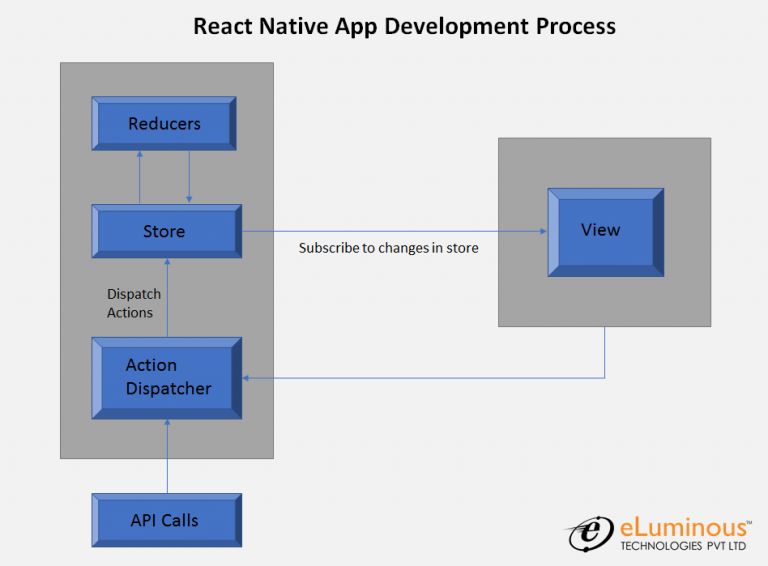 React Native App Development Process
Reducers
Store
Subscribe to changes in store
View
Dispatch
Actions
Action
Dispatcher
API Calls
e eLuminous™
TECHNOLOGIES PVT LTD